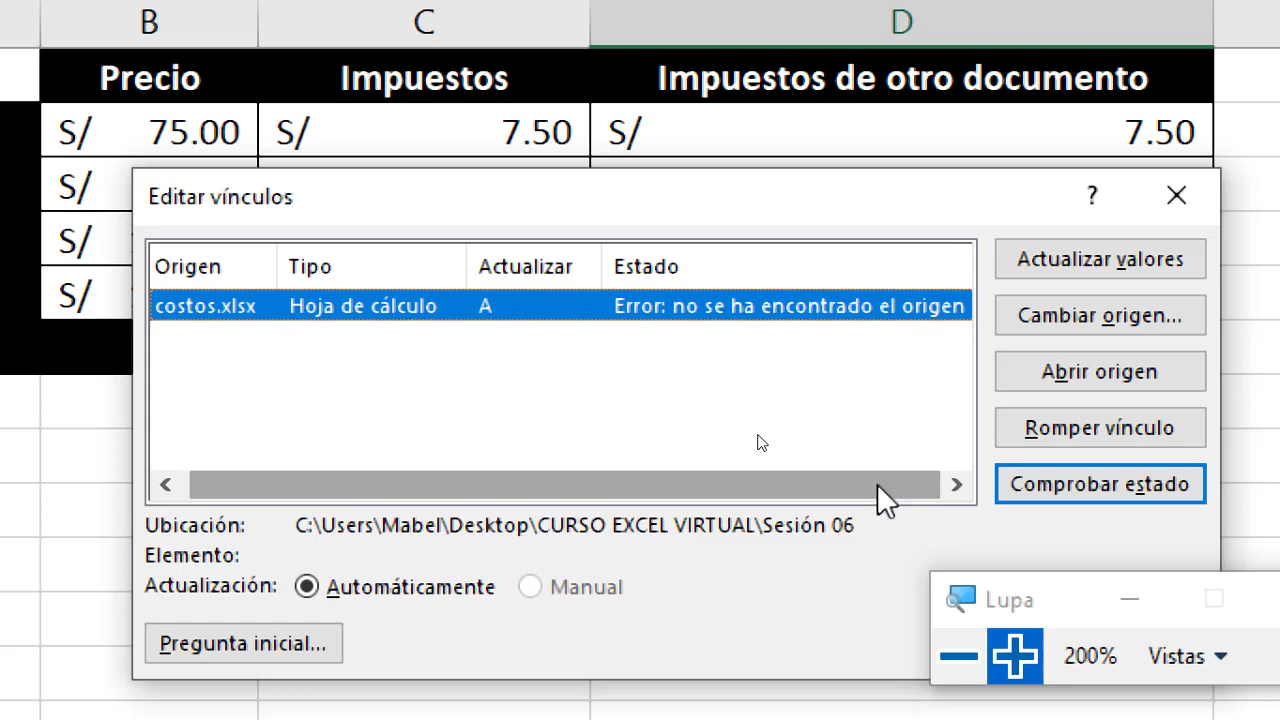 B C D
Precio Impuestos Impuestos de otro documento
S/ 75.00 S/ 7.50 S/ 7.50
S/
S/
S/
Editar vínculos ?
Origen Tipo Actualizar Estado
costos.xlsx Hoja de cálculo A Error: no se ha encontrado el origen
Actualizar valores
Cambiar origen...
Abrir origen
Romper vínculo
Comprobar estado
Ubicación: C:\Users\Mabel\Desktop\CURSO EXCEL VIRTUAL\Sesión 06
Elemento:
Actualización: Automáticamente Manual
Pregunta inicial...
Lupa
200% Vistas